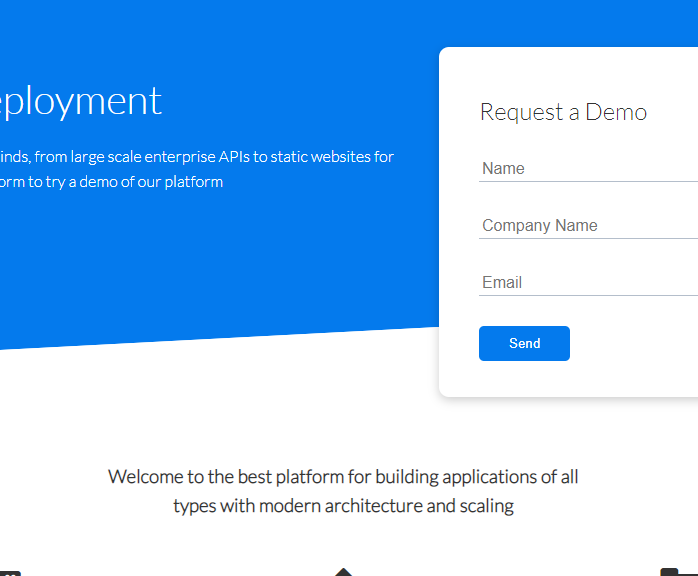 eployment
inds, from large scale enterprise APIs to static websites for
orm to try a demo of our platform
Request a Demo
Name
Company Name
Email
Send
Welcome to the best platform for building applications of all
types with modern architecture and scaling